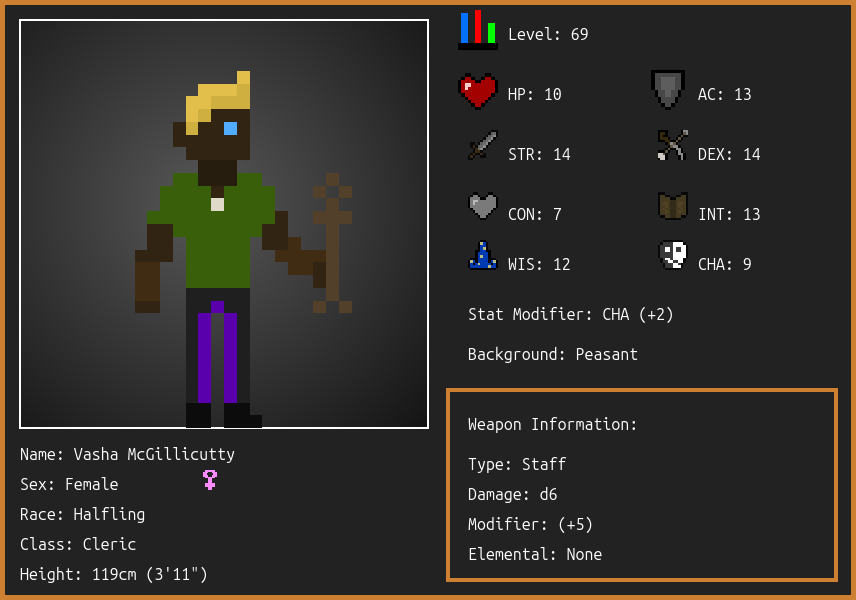 Level: 69
HP: 10
AC: 13
STR: 14
DEX: 14
CON: 7
INT: 13
WIS: 12
CHA: 9
Stat Modifier: CHA (+2)
Background: Peasant
Weapon Information:
Type: Staff
Damage: d6
Modifier: (+5)
Elemental: None
Name: Vasha McGillicutty
Sex: Female
Race: Halfling
Class: Cleric
Height: 119cm (3'11")